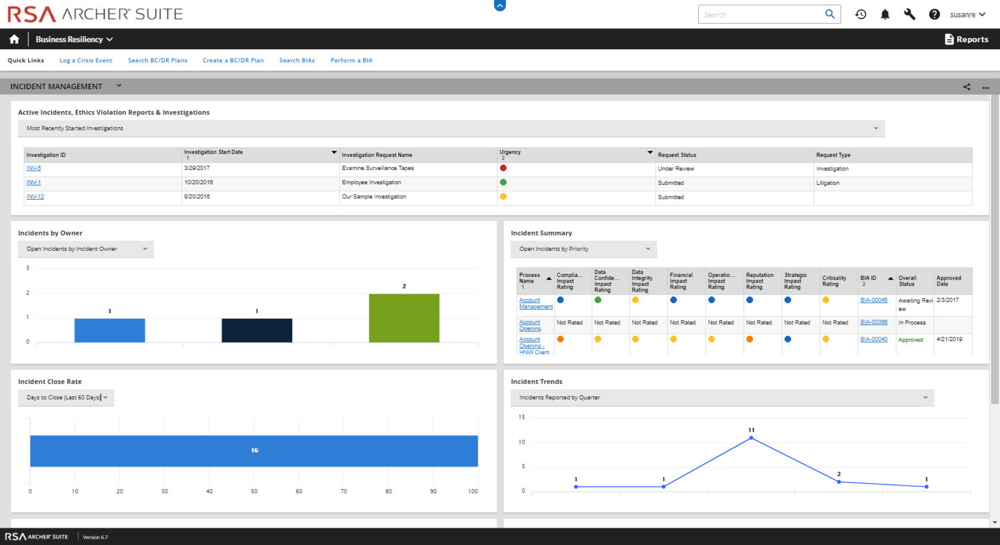 RSA ARCHER® SUITE
Search
susanre
Business Resiliency
Reports
Quick Links
Log a Crisis Event
Search BC/DR Plans
Create a BC/DR Plan
Search BIAs
Perform a BIA
INCIDENT MANAGEMENT
Active Incidents, Ethics Violation Reports & Investigations
Most Recently Started Investigations
Investigation ID
Investigation Start Date
1
Investigation Request Name
Urgency
2
Request Status
Request Type
INV-5
3/29/2017
Examine Surveillance Tapes
Under Review
Investigation
INV-1
10/20/2016
Employee Investigation
Submitted
Litigation
INV-12
8/20/2016
Our Sample Investigation
Submitted
Incidents by Owner
Open Incidents by Incident Owner
3
2
1
0
1
1
2
Incident Summary
Open Incidents by Priority
Process
Name
1
Complia...
Impact
Rating
Data
Confide...
Impact
Rating
Data
Integrity
Impact
Rating
Financial
Impact
Rating
Operatio...
Impact
Rating
Reputation
Impact
Rating
Strategic
Impact
Rating
Criticality
Rating
BIA ID
2
Overall
Status
Approved
Date
Account
Management
BIA-00045
Awaiting Revi
ew
2/3/2017
Account
Opening
Not Rated
Not Rated
Not Rated
Not Rated
Not Rated
Not Rated
Not Rated
Not Rated
BIA-00066
In Process
Account
Opening -
HNW Client
BIA-00040
Approved
4/21/2019
Incident Close Rate
Days to Close (Last 60 Days)
16
0
10
20
30
40
50
60
70
80
90
100
Incident Trends
Incidents Reported by Quarter
15
10
5
0
1
1
11
2
1
RSA ARCHER® SUITE
Version 6.7